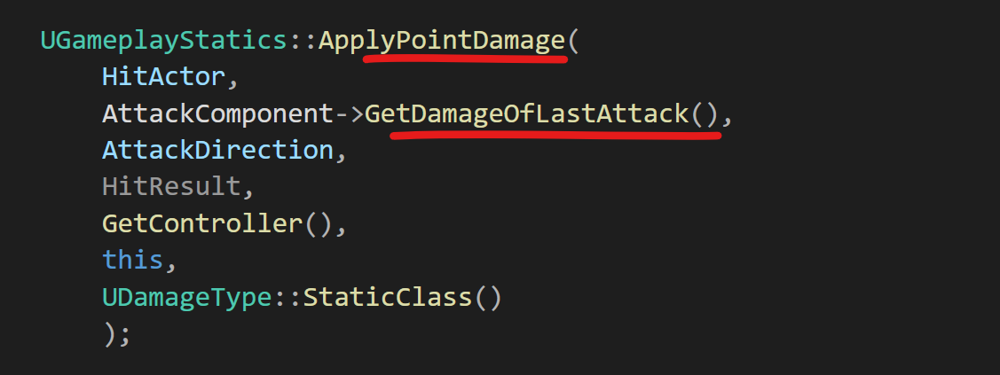 UGameplayStatics::ApplyPointDamage(
HitActor,
AttackComponent->GetDamageOfLastAttack(),
AttackDirection,
HitResult,
GetController(),
this,
UDamageType::StaticClass()
);